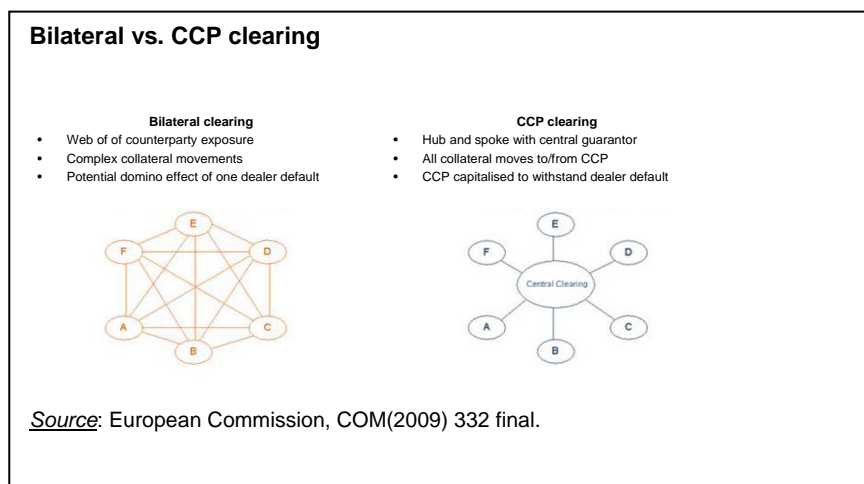 Bilateral vs. CCP clearing
Bilateral clearing
• Web of of counterparty exposure
• Complex collateral movements
• Potential domino effect of one dealer default
CCP clearing
• Hub and spoke with central guarantor
• All collateral moves to/from CCP
• CCP capitalised to withstand dealer default
E
F
D
A
C
B
E
F
D
Central Clearing
A
C
B
Source: European Commission, COM(2009) 332 final.